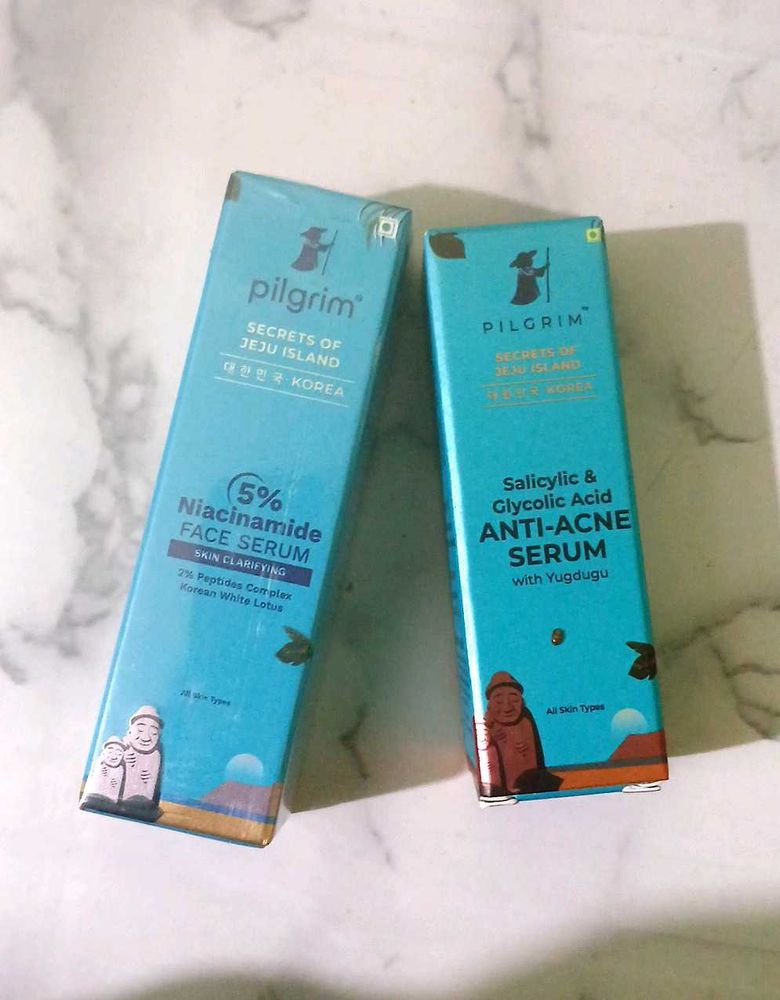 pilgrim®
SECRETS OF
JEJU ISLAND
대한민국·KOREA
5%
Niacinamide
FACE SERUM
SKIN CLARIFYING
2% Peptides Complex
Korean White Lotus
All Skin Types
PILGRIM™
SECRETS OF
JEJU ISLAND
대한민국 KOREA
Salicylic &
Glycolic Acid
ANTI-ACNE
SERUM
with Yugdugu
All Skin Types